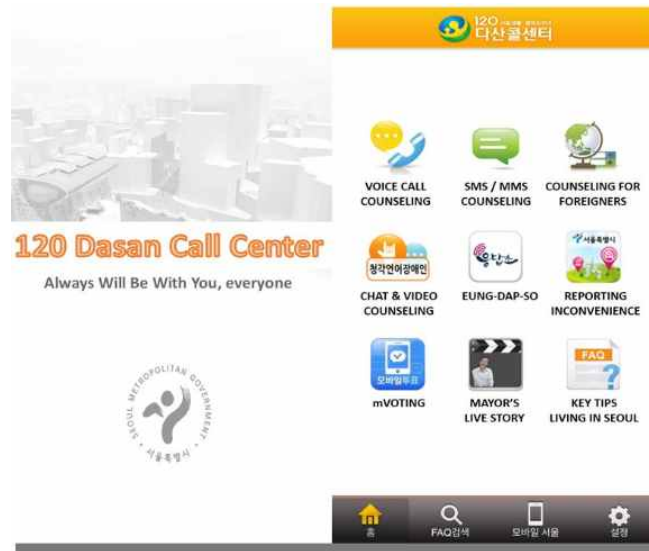 120 Dasan Call Center
Always Will Be With You, everyone
SEOUL METROPOLITAN GOVERNMENT
서울특별시
120
다산콜센터
VOICE CALL
COUNSELING
SMS / MMS
COUNSELING
COUNSELING FOR
FOREIGNERS
청각언어장애인
CHAT & VIDEO
COUNSELING
응답소
EUNG-DAP-SO
서울특별시
REPORTING
INCONVENIENCE
모바일투표
mVOTING
MAYOR'S
LIVE STORY
FAQ
?
KEY TIPS
LIVING IN SEOUL
홈
FAQ검색
모바일 서울
설정